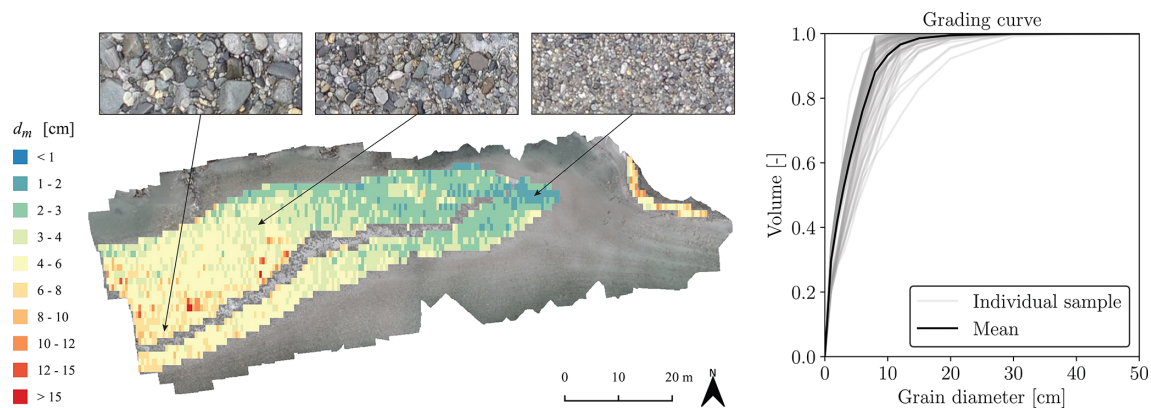 d_m [cm]
< 1
1 - 2
2 - 3
3 - 4
4 - 6
6 - 8
8 - 10
10 - 12
12 - 15
> 15
0 10 20 m
N
Grading curve
Volume [-]
1.0
0.8
0.6
0.4
0.2
0.0
Individual sample
Mean
0 10 20 30 40 50
Grain diameter [cm]